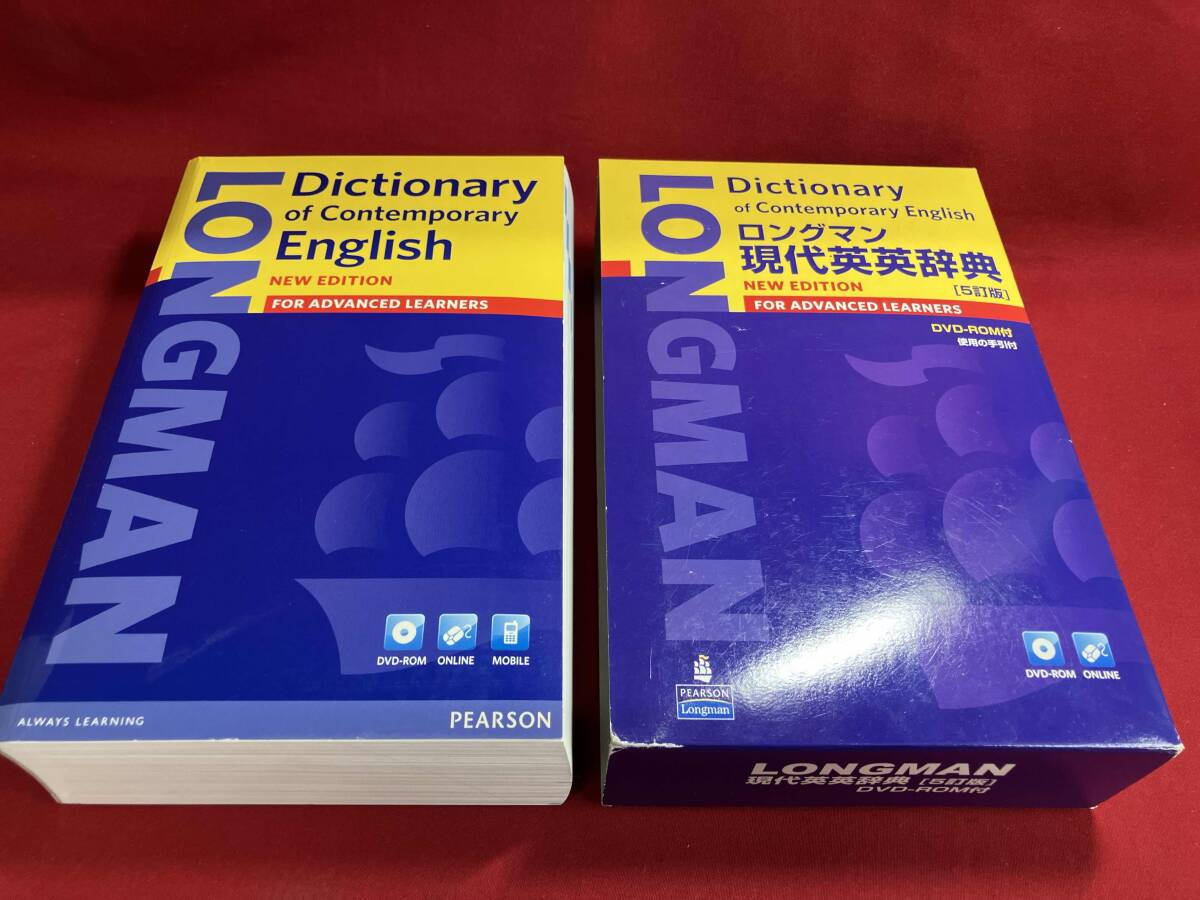 LONGMAN
Dictionary
of Contemporary
English
NEW EDITION
FOR ADVANCED LEARNERS
DVD-ROM
ONLINE
MOBILE
ALWAYS LEARNING
PEARSON
LONGMAN
Dictionary
of Contemporary English
ロングマン
現代英英辞典
[5訂版]
NEW EDITION
FOR ADVANCED LEARNERS
DVD-ROM付
使用の手引付
DVD-ROM
ONLINE
PEARSON
Longman
LONGMAN
現代英英辞典 [5訂版]
DVD-ROM付